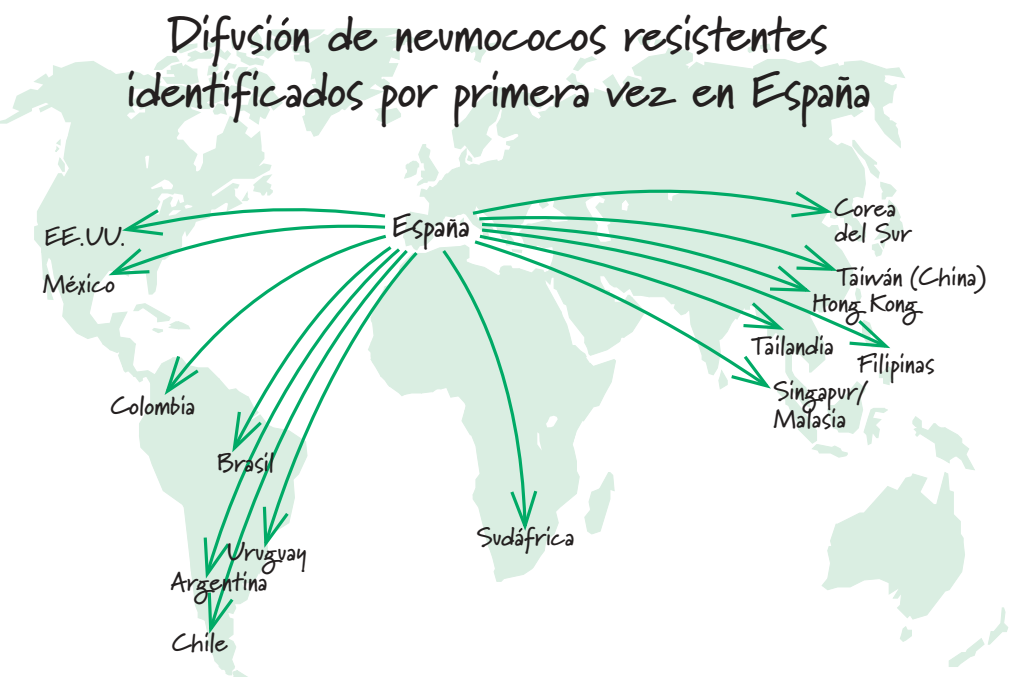 Difusión de neumococos resistentes
identificados por primera vez en España
España
EE.UU.
México
Colombia
Brasil
Uruguay
Argentina
Chile
Sudáfrica
Corea
del Sur
Taiwán (China)
Hong Kong
Tailandia
Filipinas
Singapur/
Malasia